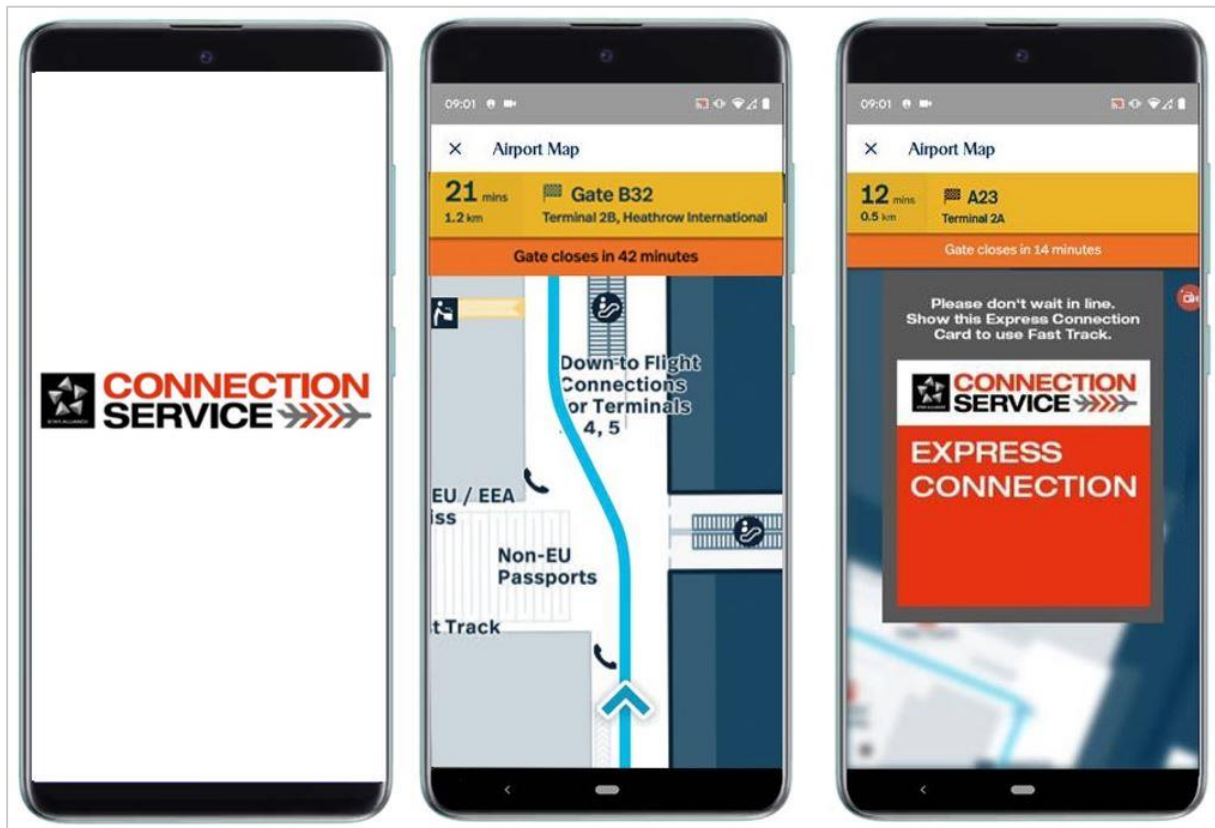 CONNECTION
SERVICE
STAR ALLIANCE
09:01
Airport Map
21 mins
1.2 km
Gate B32
Terminal 2B, Heathrow International
Gate closes in 42 minutes
Down to Flight
Connections
for Terminals
4, 5
EU / EEA
iss
Non-EU
Passports
t Track
09:01
Airport Map
12 mins
0.5 km
A23
Terminal 2A
Gate closes in 14 minutes
Please don't wait in line.
Show this Express Connection
Card to use Fast Track.
CONNECTION
SERVICE
EXPRESS
CONNECTION